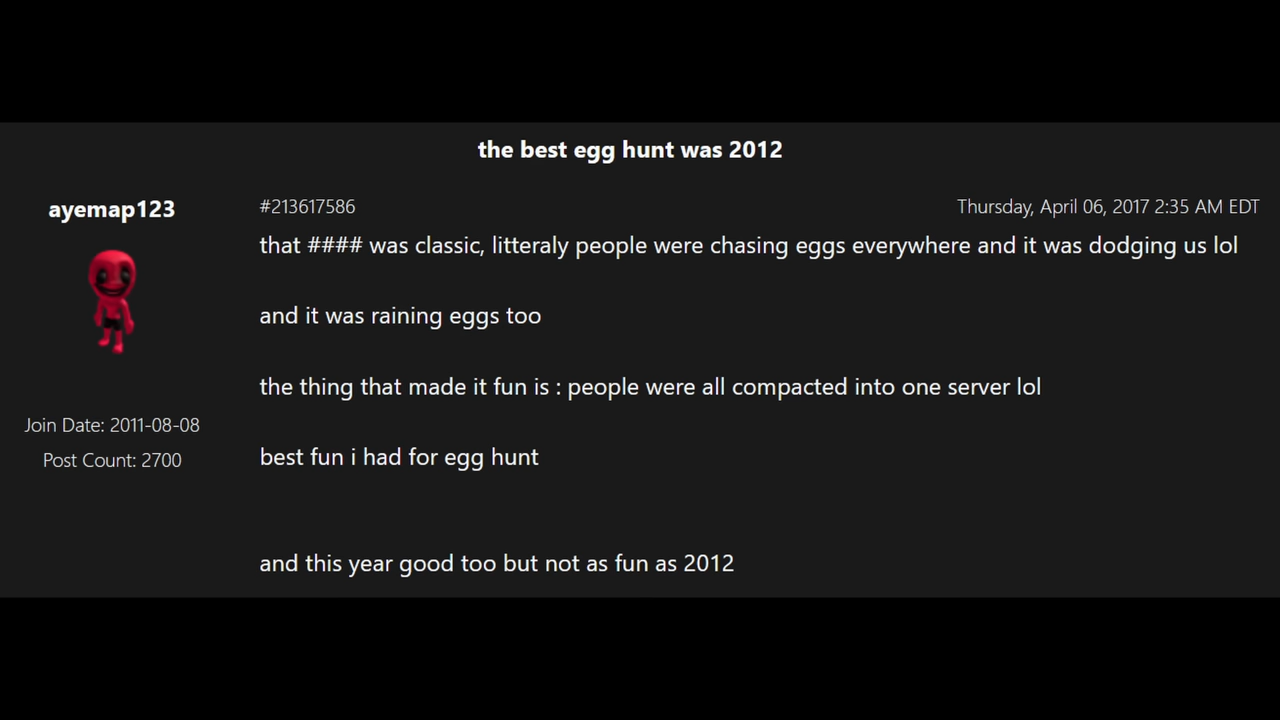 the best egg hunt was 2012
ayemap123
#213617586
Thursday, April 06, 2017 2:35 AM EDT
that #### was classic, litteraly people were chasing eggs everywhere and it was dodging us lol
and it was raining eggs too
the thing that made it fun is : people were all compacted into one server lol
Join Date: 2011-08-08
Post Count: 2700
best fun i had for egg hunt
and this year good too but not as fun as 2012